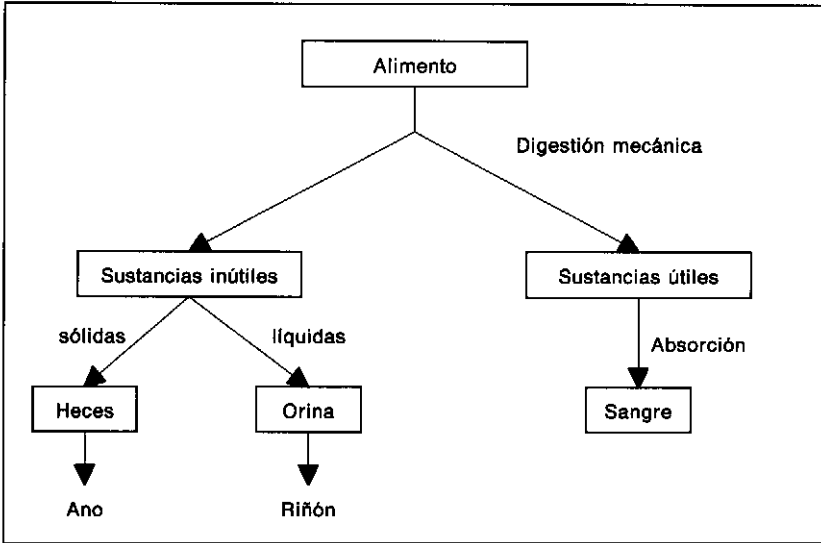 Alimento
Digestión mecánica
Sustancias inútiles
Sustancias útiles
sólidas
líquidas
Absorción
Heces
Orina
Sangre
Ano
Riñón